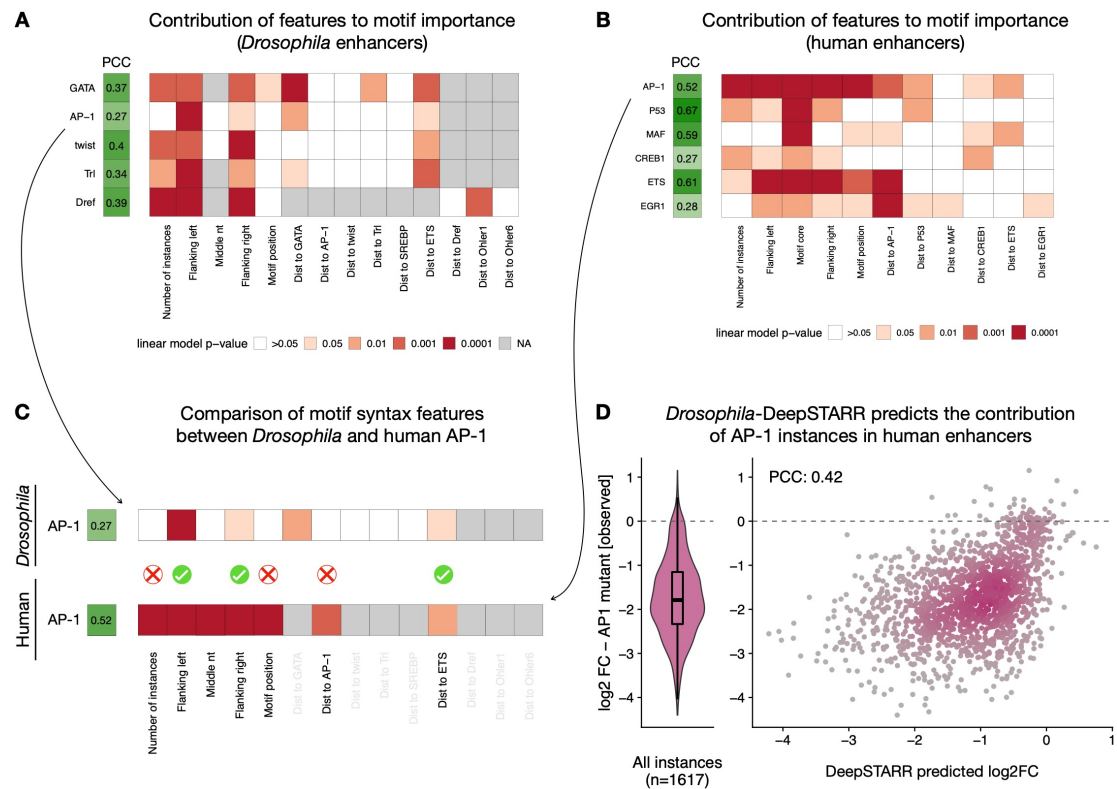 A
Contribution of features to motif importance
(Drosophila enhancers)
PCC
GATA 0.37
AP−1 0.27
twist 0.4
Trl 0.34
Dref 0.39
Number of instances
Flanking left
Middle nt
Flanking right
Motif position
Dist to GATA
Dist to AP−1
Dist to twist
Dist to Trl
Dist to SREBP
Dist to ETS
Dist to Dref
Dist to Ohler1
Dist to Ohler6
linear model p−value >0.05 0.05 0.01 0.001 0.0001 NA
B
Contribution of features to motif importance
(human enhancers)
PCC
AP−1 0.52
P53 0.67
MAF 0.59
CREB1 0.27
ETS 0.61
EGR1 0.28
Number of instances
Flanking left
Motif core
Flanking right
Motif position
Dist to AP−1
Dist to P53
Dist to MAF
Dist to CREB1
Dist to ETS
Dist to EGR1
linear model p−value >0.05 0.05 0.01 0.001 0.0001
C
Comparison of motif syntax features
between Drosophila and human AP-1
Drosophila
AP−1 0.27
Human
AP−1 0.52
Number of instances
Flanking left
Middle nt
Flanking right
Motif position
Dist to GATA
Dist to AP−1
Dist to twist
Dist to Trl
Dist to SREBP
Dist to ETS
Dist to Dref
Dist to Ohler1
Dist to Ohler6
D
Drosophila-DeepSTARR predicts the contribution
of AP-1 instances in human enhancers
log2 FC − AP1 mutant [observed]
1
0
−1
−2
−3
−4
All instances
(n=1617)
PCC: 0.42
1
0
−1
−2
−3
−4
−4 −3 −2 −1 0 1
DeepSTARR predicted log2FC